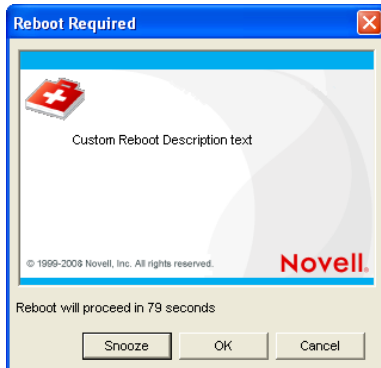 Reboot Required
Custom Reboot Description text
© 1999-2008 Novell, Inc. All rights reserved.
Novell.
Reboot will proceed in 79 seconds
Snooze OK Cancel